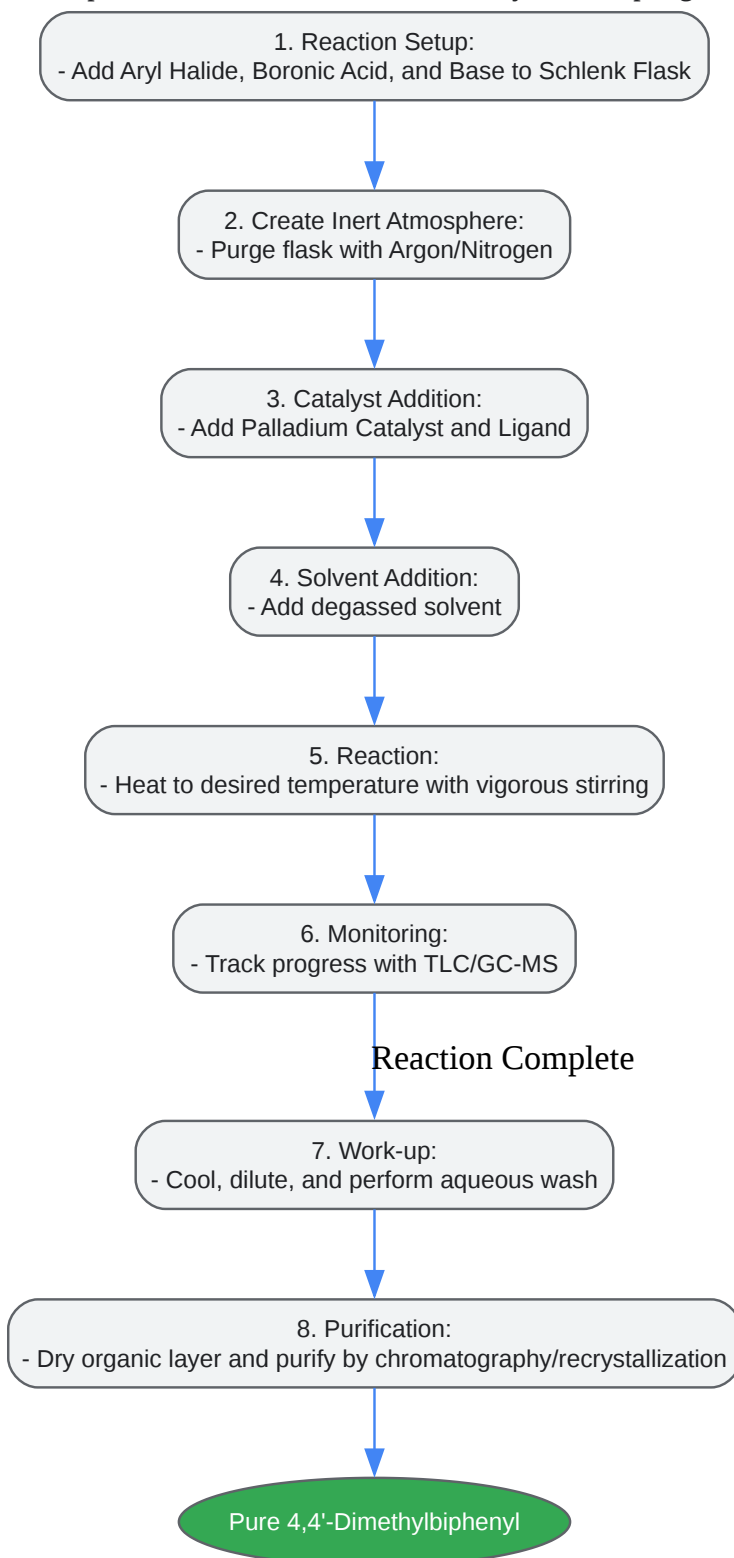 1. Reaction Setup:
- Add Aryl Halide, Boronic Acid, and Base to Schlenk Flask
2. Create Inert Atmosphere:
- Purge flask with Argon/Nitrogen
3. Catalyst Addition:
- Add Palladium Catalyst and Ligand
4. Solvent Addition:
- Add degassed solvent
5. Reaction:
- Heat to desired temperature with vigorous stirring
6. Monitoring:
- Track progress with TLC/GC-MS
Reaction Complete
7. Work-up:
- Cool, dilute, and perform aqueous wash
8. Purification:
- Dry organic layer and purify by chromatography/recrystallization
Pure 4,4'-Dimethylbiphenyl